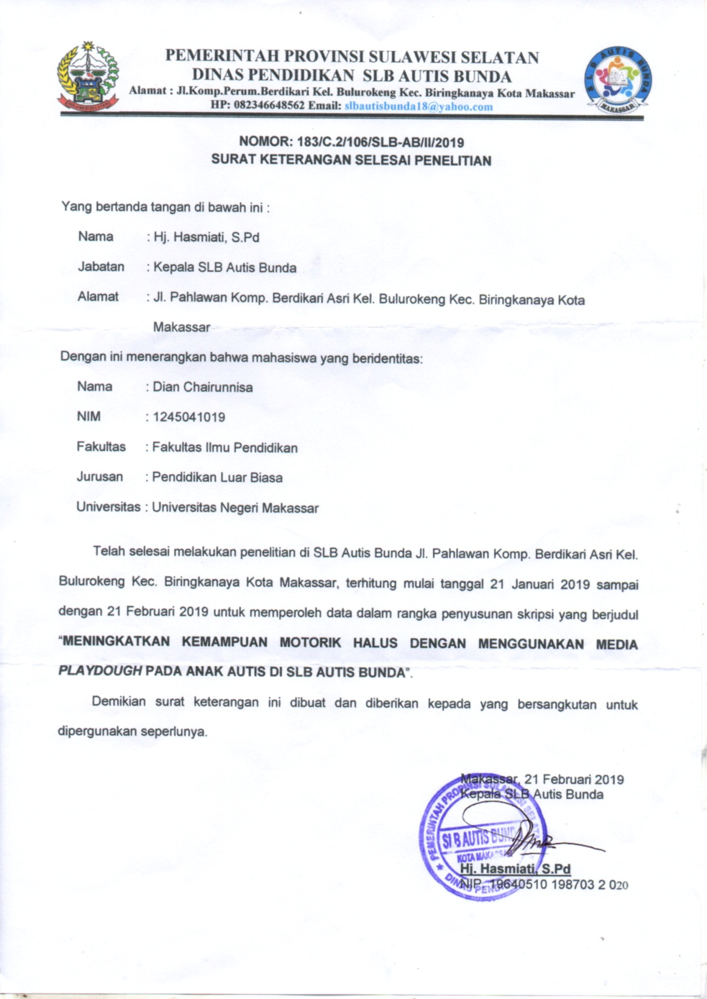 PEMERINTAH PROVINSI SULAWESI SELATAN
DINAS PENDIDIKAN SLB AUTIS BUNDA
Alamat : Jl.Komp.Perum.Berdikari Kel. Bulurokeng Kec. Biringkanaya Kota Makassar
HP: 082346648562 Email: slbautisbunda18@yahoo.com
SULAWESI SELATAN
SLB AUTIS BUNDA
MAKASSAR
NOMOR: 183/C.2/106/SLB-AB/II/2019
SURAT KETERANGAN SELESAI PENELITIAN
Yang bertanda tangan di bawah ini :
Nama : Hj. Hasmiati, S.Pd
Jabatan : Kepala SLB Autis Bunda
Alamat : Jl. Pahlawan Komp. Berdikari Asri Kel. Bulurokeng Kec. Biringkanaya Kota
Makassar
Dengan ini menerangkan bahwa mahasiswa yang beridentitas:
Nama : Dian Chairunnisa
NIM : 1245041019
Fakultas : Fakultas Ilmu Pendidikan
Jurusan : Pendidikan Luar Biasa
Universitas : Universitas Negeri Makassar
Telah selesai melakukan penelitian di SLB Autis Bunda Jl. Pahlawan Komp. Berdikari Asri Kel.
Bulurokeng Kec. Biringkanaya Kota Makassar, terhitung mulai tanggal 21 Januari 2019 sampai
dengan 21 Februari 2019 untuk memperoleh data dalam rangka penyusunan skripsi yang berjudul
“MENINGKATKAN KEMAMPUAN MOTORIK HALUS DENGAN MENGGUNAKAN MEDIA
PLAYDOUGH PADA ANAK AUTIS DI SLB AUTIS BUNDA”.
Demikian surat keterangan ini dibuat dan diberikan kepada yang bersangkutan untuk
dipergunakan seperlunya.
Makassar, 21 Februari 2019
Kepala SLB Autis Bunda
PEMERINTAH PROPINSI SULAWESI SELATAN
SLB AUTIS BUNDA
KOTA MAKASSAR
Hj. Hasmiati, S.Pd
NIP. 19640510 198703 2 020